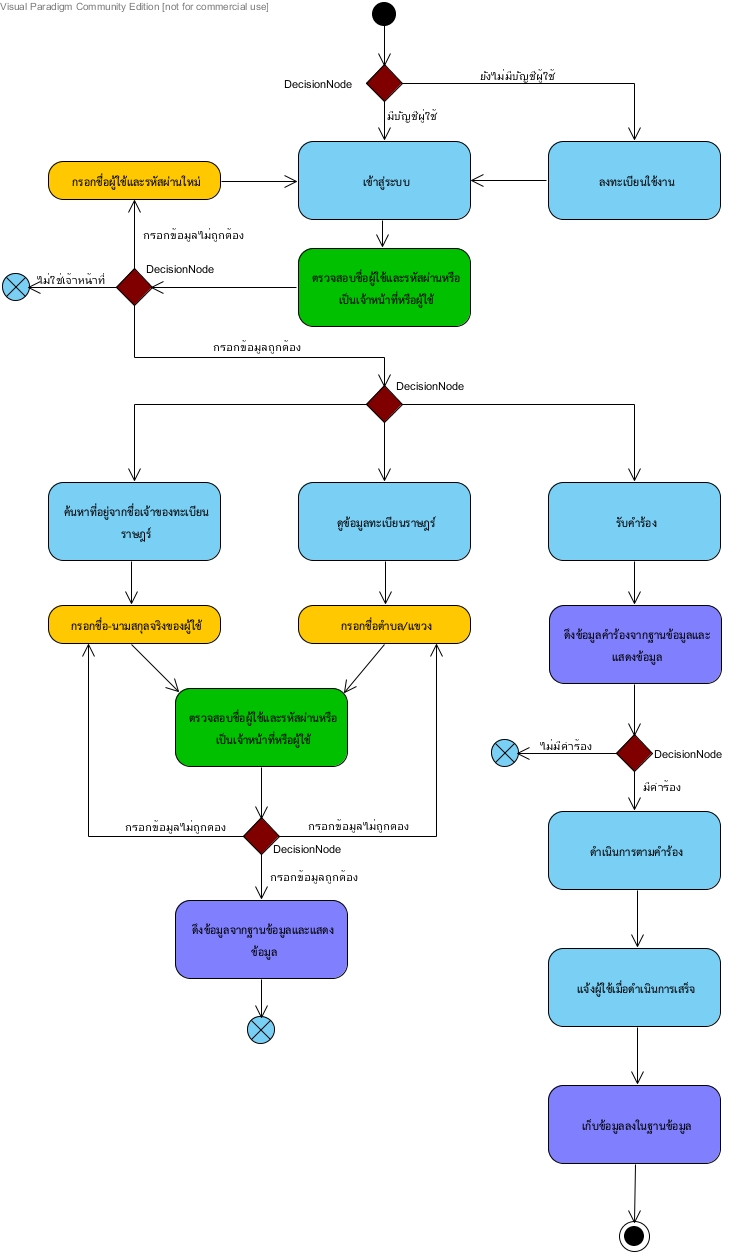 Visual Paradigm Community Edition [not for commercial use]
DecisionNode
ยังไม่มีบัญชีผู้ใช้
มีบัญชีผู้ใช้
กรอกชื่อผู้ใช้และรหัสผ่านใหม่
เข้าสู่ระบบ
ลงทะเบียนใช้งาน
กรอกข้อมูลไม่ถูกต้อง
DecisionNode
ไม่ใช่เจ้าหน้าที่
ตรวจสอบชื่อผู้ใช้และรหัสผ่านหรือ
เป็นเจ้าหน้าที่หรือผู้ใช้
กรอกข้อมูลถูกต้อง
DecisionNode
ค้นหาที่อยู่จากชื่อเจ้าของทะเบียน
ราษฎร์
ดูข้อมูลทะเบียนราษฎร์
รับคำร้อง
กรอกชื่อ-นามสกุลจริงของผู้ใช้
กรอกชื่อตำบล/แขวง
ดึงข้อมูลคำร้องจากฐานข้อมูลและ
แสดงข้อมูล
ตรวจสอบชื่อผู้ใช้และรหัสผ่านหรือ
เป็นเจ้าหน้าที่หรือผู้ใช้
ไม่มีคำร้อง
DecisionNode
มีคำร้อง
กรอกข้อมูลไม่ถูกต้อง
กรอกข้อมูลไม่ถูกต้อง
DecisionNode
ดำเนินการตามคำร้อง
กรอกข้อมูลถูกต้อง
ดึงข้อมูลจากฐานข้อมูลและแสดง
ข้อมูล
แจ้งผู้ใช้เมื่อดำเนินการเสร็จ
เก็บข้อมูลลงในฐานข้อมูล